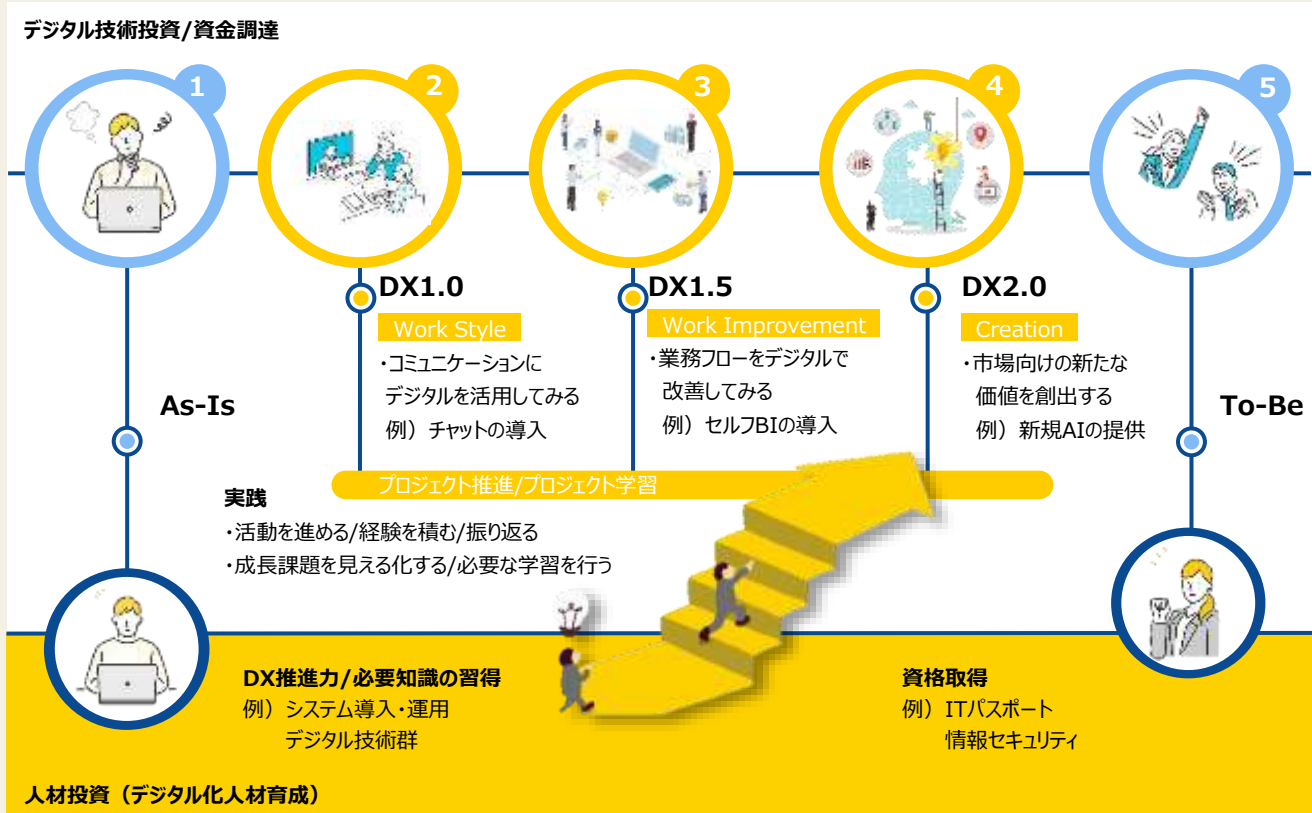 デジタル技術投資/資金調達
1
2
3
4
5
As-Is
DX1.0
Work Style
・コミュニケーションに
デジタルを活用してみる
例）チャットの導入
DX1.5
Work Improvement
・業務フローをデジタルで
改善してみる
例）セルフBIの導入
DX2.0
Creation
・市場向けの新たな
価値を創出する
例）新規AIの提供
To-Be
プロジェクト推進/プロジェクト学習
実践
・活動を進める/経験を積む/振り返る
・成長課題を見える化する/必要な学習を行う
DX推進力/必要知識の習得
例）システム導入・運用
デジタル技術群
資格取得
例）ITパスポート
情報セキュリティ
人材投資（デジタル化人材育成）